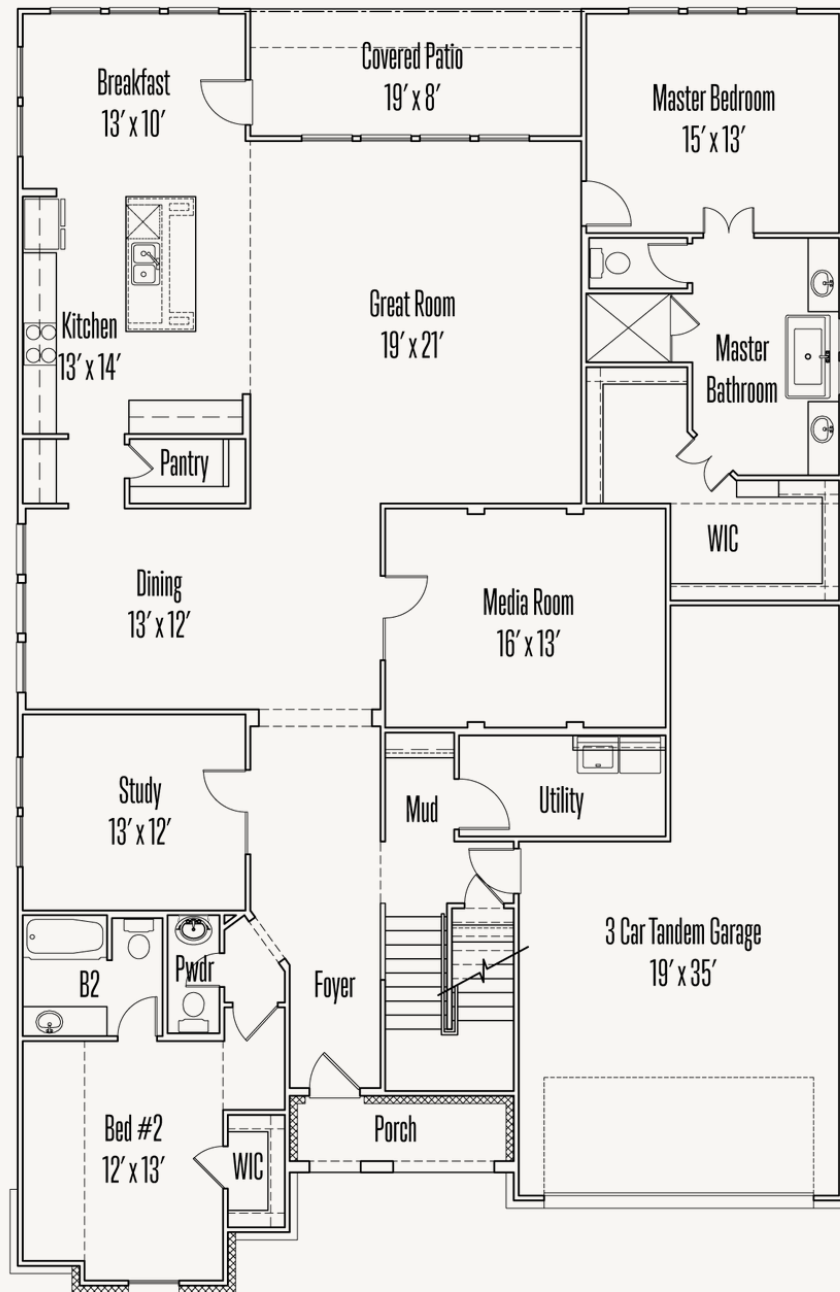 Breakfast
13' x 10'
Covered Patio
19' x 8'
Master Bedroom
15' x 13'
Kitchen
13' x 14'
Great Room
19' x 21'
Master
Bathroom
Pantry
WIC
Dining
13' x 12'
Media Room
16' x 13'
Study
13' x 12'
Mud
Utility
3 Car Tandem Garage
19' x 35'
B2
Pwdr
Foyer
Bed #2
12' x 13'
WIC
Porch